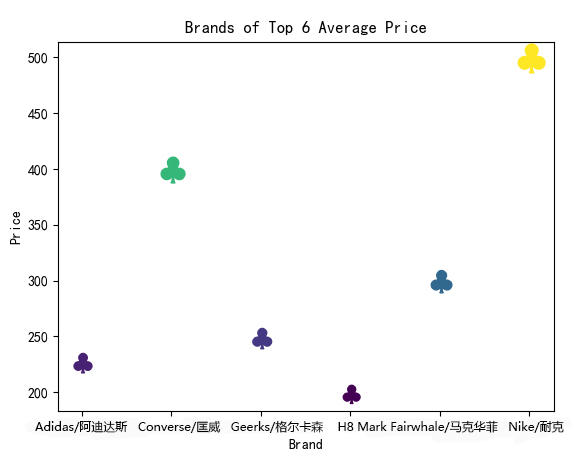 Brands of Top 6 Average Price
500
450
400
350
300
250
200
Price
Adidas/阿迪达斯 Converse/匡威 Geerks/格尔卡森 H8 Mark Fairwhale/马克华菲 Nike/耐克
Brand